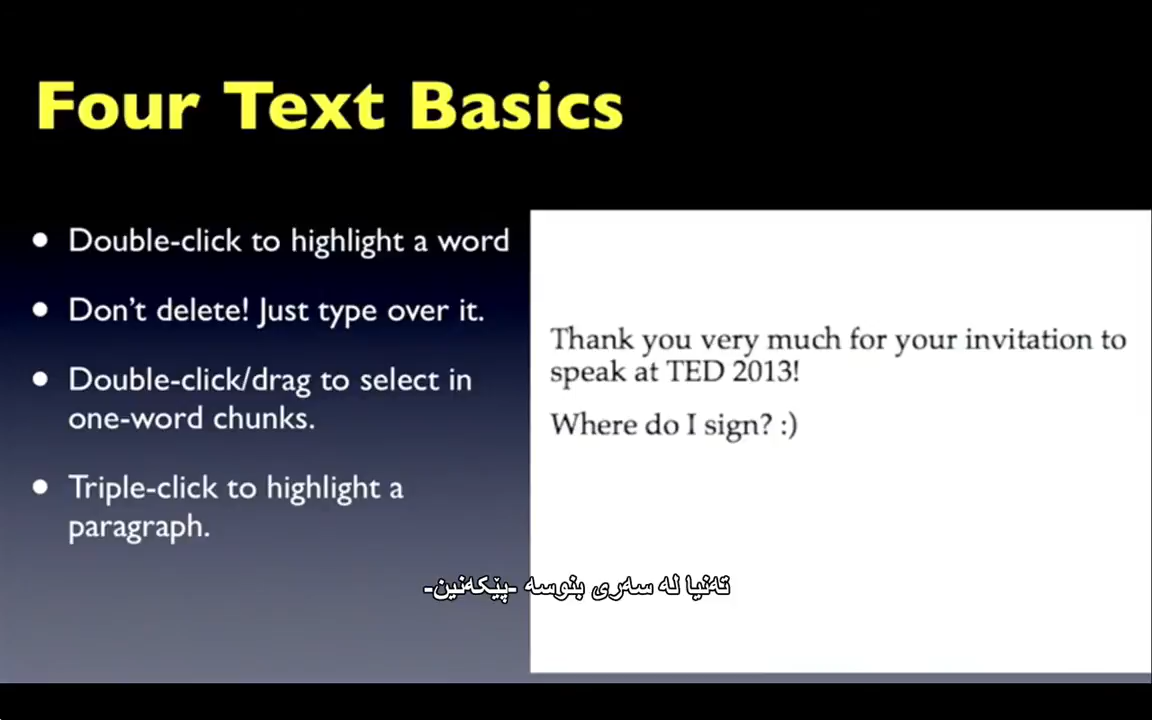 Four Text Basics
• Double-click to highlight a word
• Don't delete! Just type over it.
• Double-click/drag to select in
one-word chunks.
• Triple-click to highlight a
paragraph.
Thank you very much for your invitation to
speak at TED 2013!
Where do I sign? :)
تەنیا لە سەری بنوسە -پێکەنین-